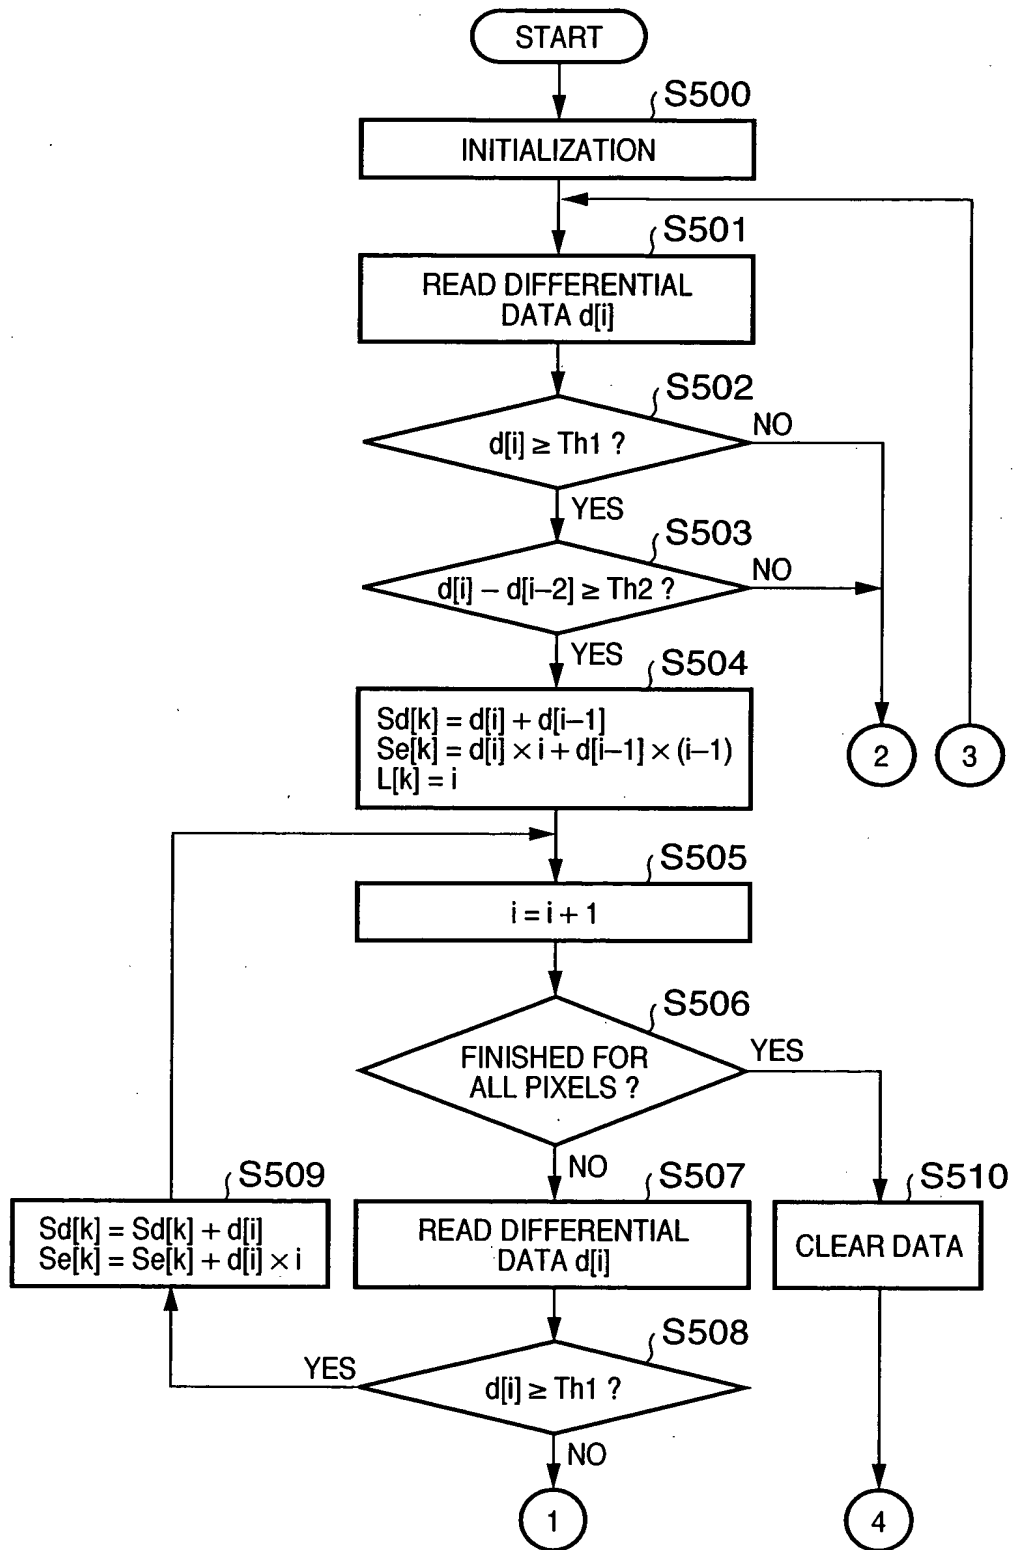 START
S500
INITIALIZATION
S501
READ DIFFERENTIAL
DATA d[i]
S502
d[i] ≥ Th1 ?
NO
YES
S503
d[i] – d[i–2] ≥ Th2 ?
NO
YES
S504
Sd[k] = d[i] + d[i–1]
Se[k] = d[i] × i + d[i–1] × (i–1)
L[k] = i
2
3
S505
i = i + 1
S506
FINISHED FOR
ALL PIXELS ?
YES
NO
S509
Sd[k] = Sd[k] + d[i]
Se[k] = Se[k] + d[i] × i
S507
READ DIFFERENTIAL
DATA d[i]
S510
CLEAR DATA
S508
YES
d[i] ≥ Th1 ?
NO
1
4